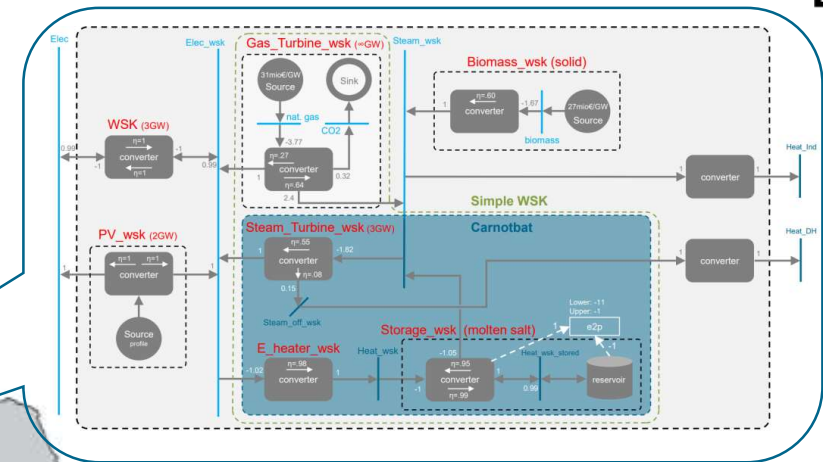 Elec
Elec_wsk
Gas_Turbine_wsk (∞GW)
Steam_wsk
31mio€/GW
Source
Sink
nat. gas
CO2
-3.77
η=.27
converter
η=.64
1
0.32
2.4
Biomass_wsk (solid)
η=.60
converter
1
-1.67
biomass
27mio€/GW
Source
WSK (3GW)
0.99
η=1
converter
η=1
-1
-1
0.99
converter
1
1
Heat_Ind
Simple WSK
Carnotbat
PV_wsk (2GW)
η=1
η=1
converter
1
1
Source
profile
Steam_Turbine_wsk (3GW)
η=.55
converter
η=.08
1
-1.82
0.15
Steam_off_wsk
converter
1
1
Heat_DH
Lower: -11
Upper: -1
e2p
1
-1
Storage_wsk (molten salt)
E_heater_wsk
-1.02
η=.98
converter
1
Heat_wsk
-1.05
η=.95
converter
η=.99
-1
1
0.99
Heat_wsk_stored
reservoir